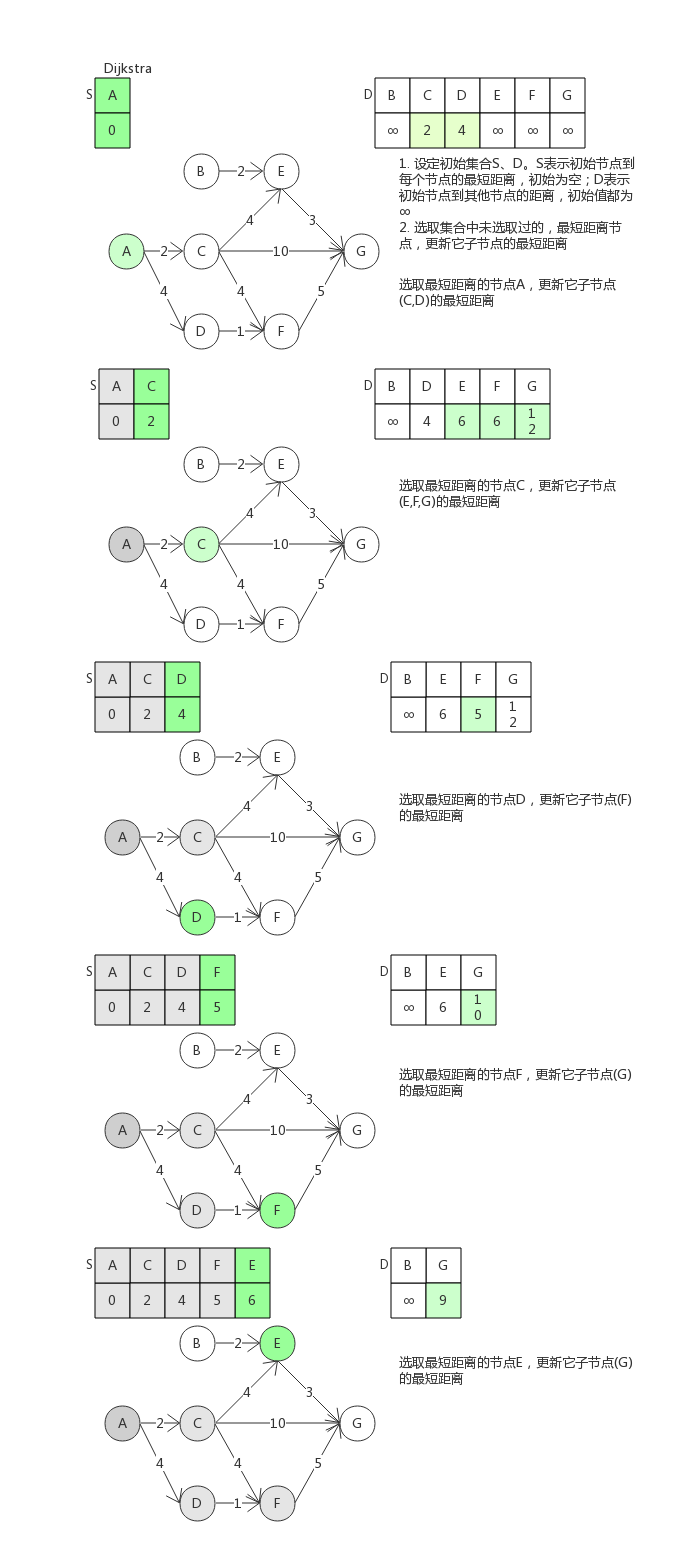 Dijkstra
S A D B C D E F G
0 ∞ 2 4 ∞ ∞ ∞
1. 设定初始集合S、D。S表示初始节点到
每个节点的最短距离，初始为空；D表示
初始节点到其他节点的距离，初始值都为
∞
2. 选取集合中未选取过的，最短距离节
点，更新它子节点的最短距离
选取最短距离的节点A，更新它子节点
(C,D)的最短距离
B 2 E
4 3
A 2 C 10 G
4 4 5
D 1 F
S A C D B D E F G
0 2 ∞ 4 6 6 12
选取最短距离的节点C，更新它子节点
(E,F,G)的最短距离
B 2 E
4 3
A 2 C 10 G
4 4 5
D 1 F
S A C D D B E F G
0 2 4 ∞ 6 5 12
选取最短距离的节点D，更新它子节点(F)
的最短距离
B 2 E
4 3
A 2 C 10 G
4 4 5
D 1 F
S A C D F D B E G
0 2 4 5 ∞ 6 10
选取最短距离的节点F，更新它子节点(G)
的最短距离
B 2 E
4 3
A 2 C 10 G
4 4 5
D 1 F
S A C D F E D B G
0 2 4 5 6 ∞ 9
选取最短距离的节点E，更新它子节点(G)
的最短距离
B 2 E
4 3
A 2 C 10 G
4 4 5
D 1 F